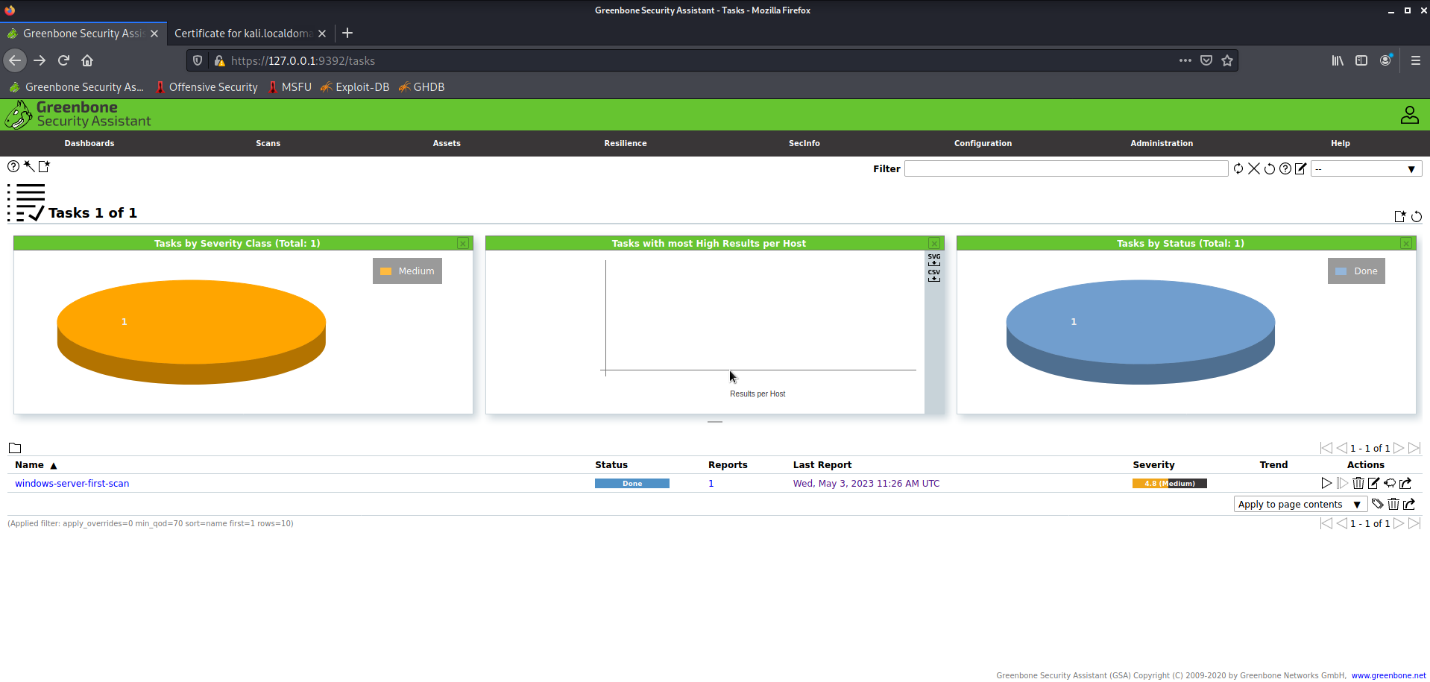 Greenbone Security Assistant - Tasks - Mozilla Firefox
Greenbone Security Assis
Certificate for kali.localdoma
https://127.0.0.1:9392/tasks
Greenbone Security As...
Offensive Security
MSFU
Exploit-DB
GHDB
Greenbone
Security Assistant
Dashboards
Scans
Assets
Resilience
SecInfo
Configuration
Administration
Help
Filter
--
Tasks 1 of 1
Tasks by Severity Class (Total: 1)
Medium
1
Tasks with most High Results per Host
SVG
CSV
Results per Host
Tasks by Status (Total: 1)
Done
1
1 - 1 of 1
Name ▲ Status Reports Last Report Severity Trend Actions
windows-server-first-scan Done 1 Wed, May 3, 2023 11:26 AM UTC 4.8 (Medium)
Apply to page contents ▼
(Applied filter: apply_overrides=0 min_qod=70 sort=name first=1 rows=10)
1 - 1 of 1
Greenbone Security Assistant (GSA) Copyright (C) 2009-2020 by Greenbone Networks GmbH, www.greenbone.net